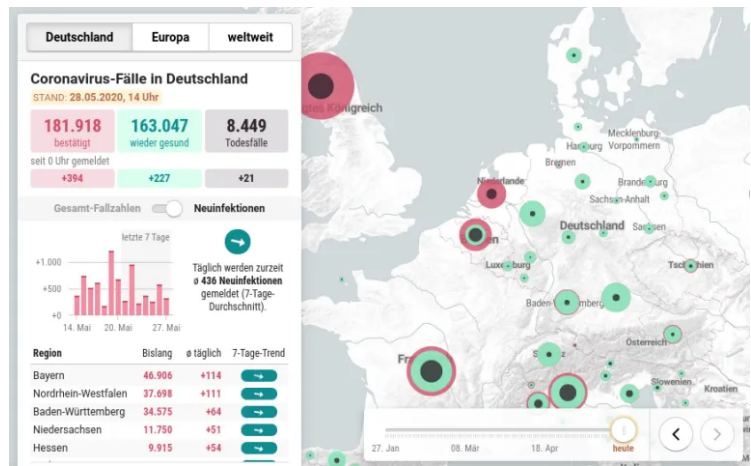 Deutschland Europa weltweit
Coronavirus-Fälle in Deutschland
STAND: 28.05.2020, 14 Uhr
181.918 163.047 8.449
bestätigt wieder gesund Todesfälle
seit 0 Uhr gemeldet
+394 +227 +21
Gesamt-Fallzahlen Neuinfektionen
letzte 7 Tage
+1.000
+500
+0
14. Mai 20. Mai 27. Mai
Täglich werden zurzeit
ø 436 Neuinfektionen
gemeldet (7-Tage-
Durchschnitt).
Region Bislang ø täglich 7-Tage-Trend
Bayern 46.906 +114
Nordrhein-Westfalen 37.698 +111
Baden-Württemberg 34.575 +64
Niedersachsen 11.750 +51
Hessen 9.915 +54
Königreich
Mecklenburg-
Vorpommern
Hamburg
Bremen
Niederlande
Brandenburg
Sachsen-Anhalt
Deutschland
Sachsen
Luxemburg
Tschechien
Österreich
Slowenien
Kroatien
27. Jan 08. Mär 18. Apr heute